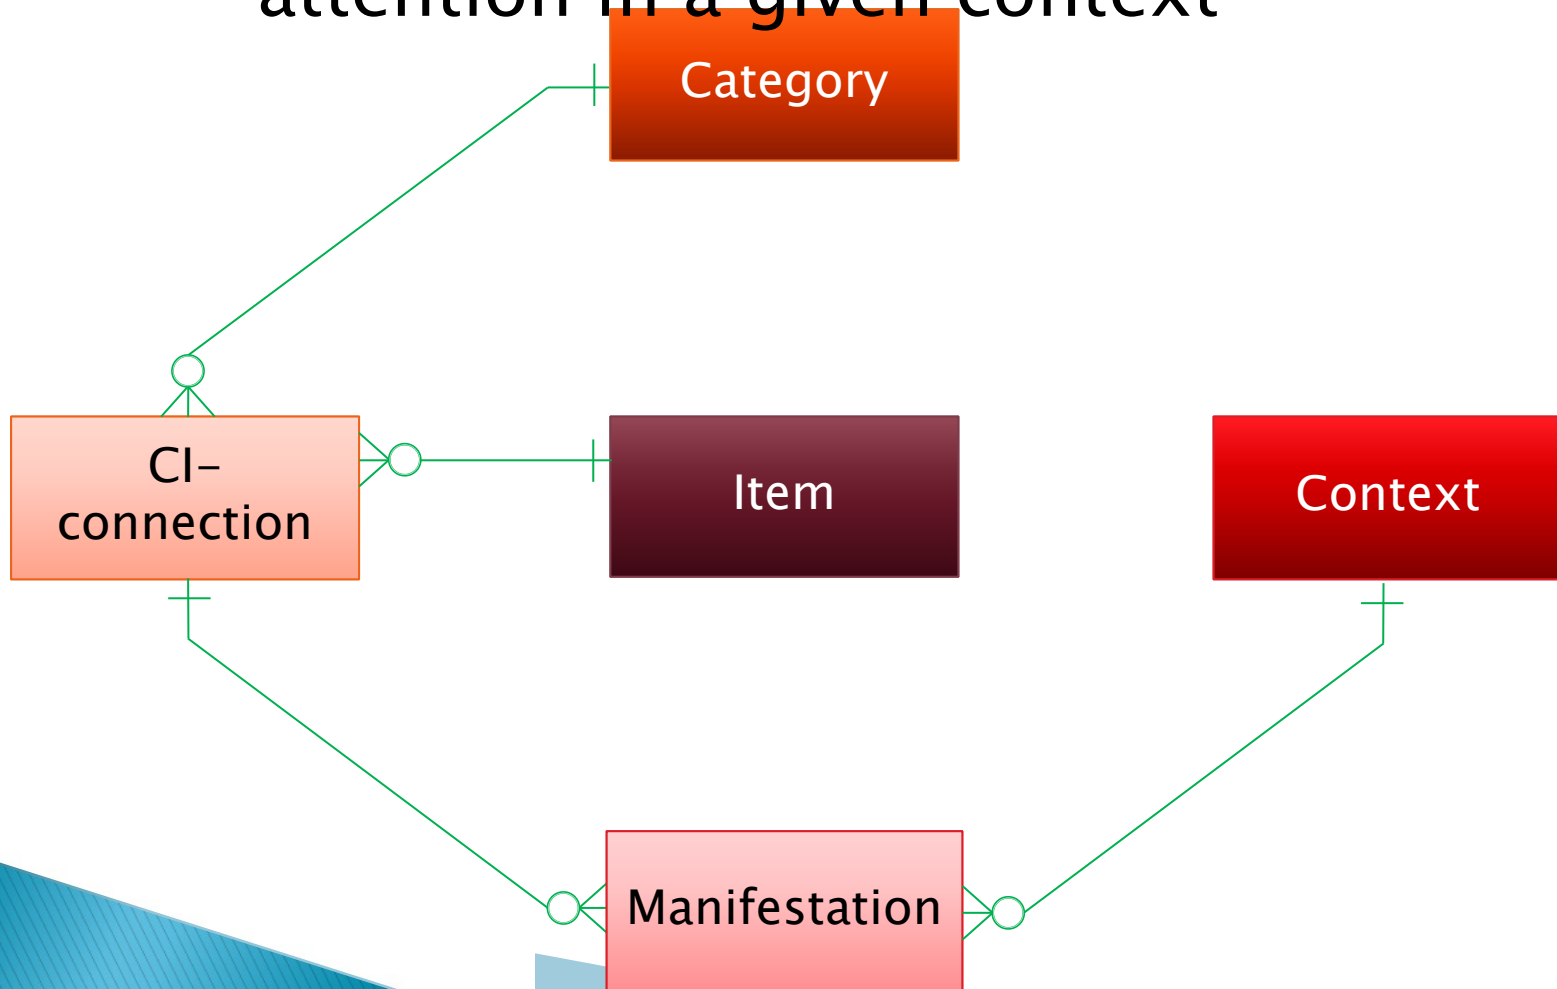 attention in a given context
Category
CI-
connection
Item
Context
Manifestation